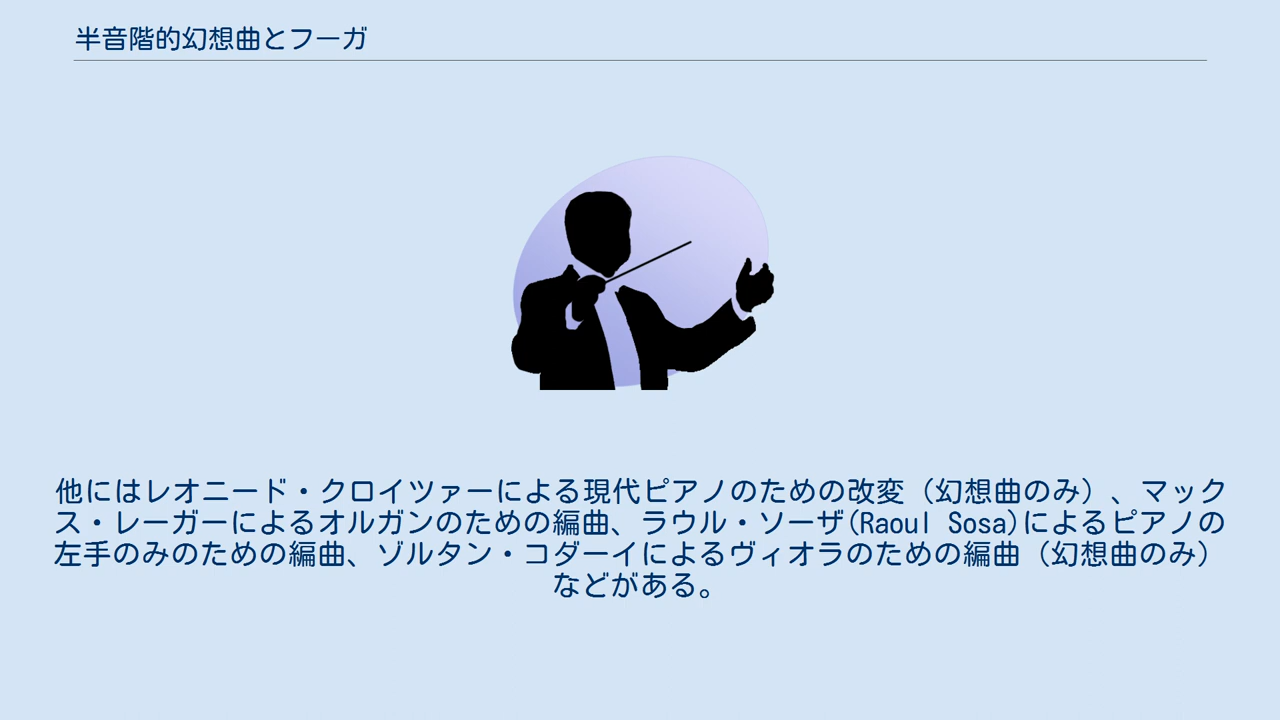 半音階的幻想曲とフーガ
他にはレオニード・クロイツァーによる現代ピアノのための改変（幻想曲のみ）、マック
ス・レーガーによるオルガンのための編曲、ラウル・ソーザ(Raoul Sosa)によるピアノの
左手のみのための編曲、ゾルタン・コダーイによるヴィオラのための編曲（幻想曲のみ）
などがある。